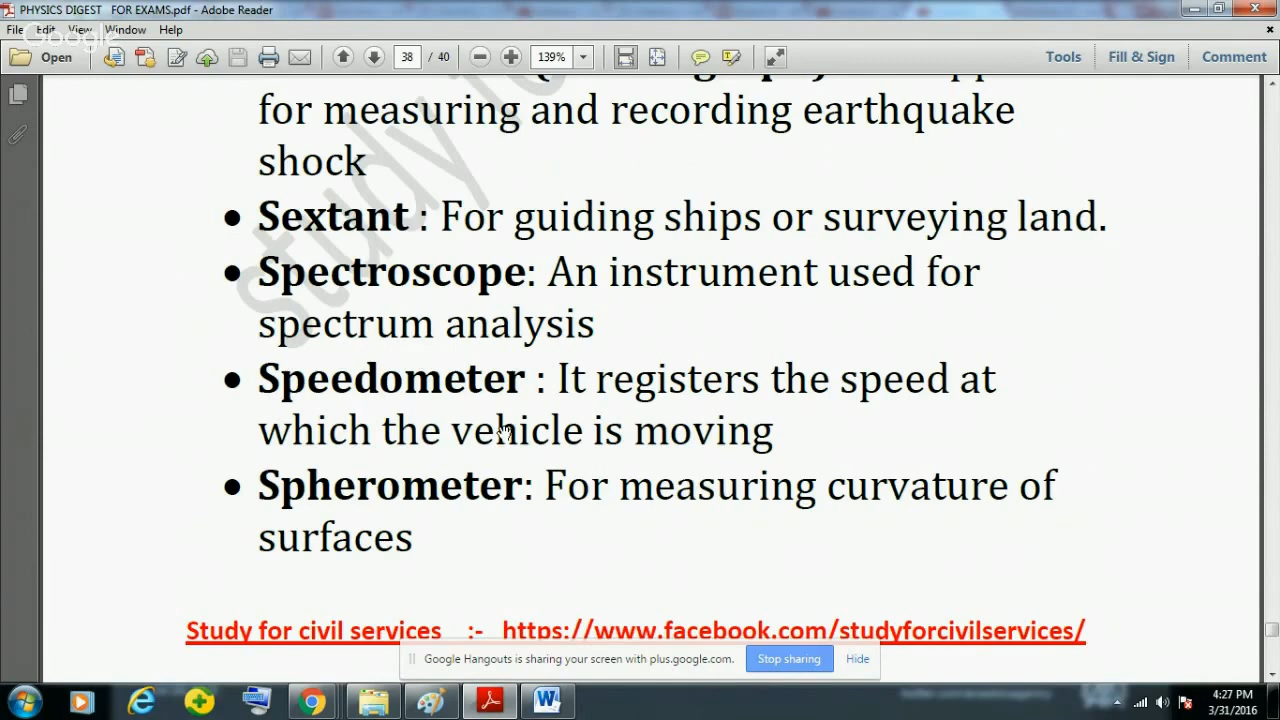 PHYSICS DIGEST FOR EXAMS.pdf - Adobe Reader
File Edit View Window Help
Google
Open 38 / 40 139% Tools Fill & Sign Comment
for measuring and recording earthquake
shock
• Sextant : For guiding ships or surveying land.
• Spectroscope: An instrument used for
spectrum analysis
• Speedometer : It registers the speed at
which the vehicle is moving
• Spherometer: For measuring curvature of
surfaces
study
Study for civil services :- https://www.facebook.com/studyforcivilservices/
Google Hangouts is sharing your screen with plus.google.com. Stop sharing Hide
4:27 PM
3/31/2016